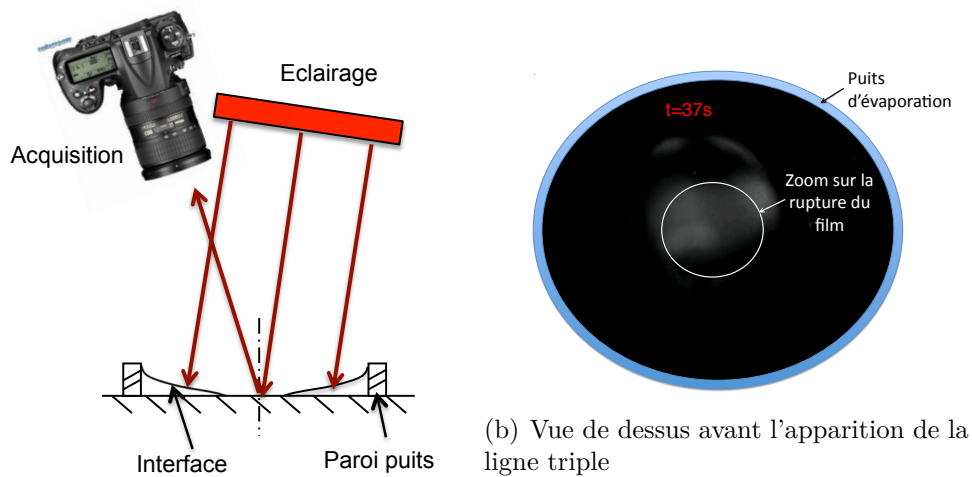 Eclairage
Acquisition
Interface
Paroi puits
t=37s
Puits
d'évaporation
Zoom sur la
rupture du
film
(b) Vue de dessus avant l'apparition de la
ligne triple